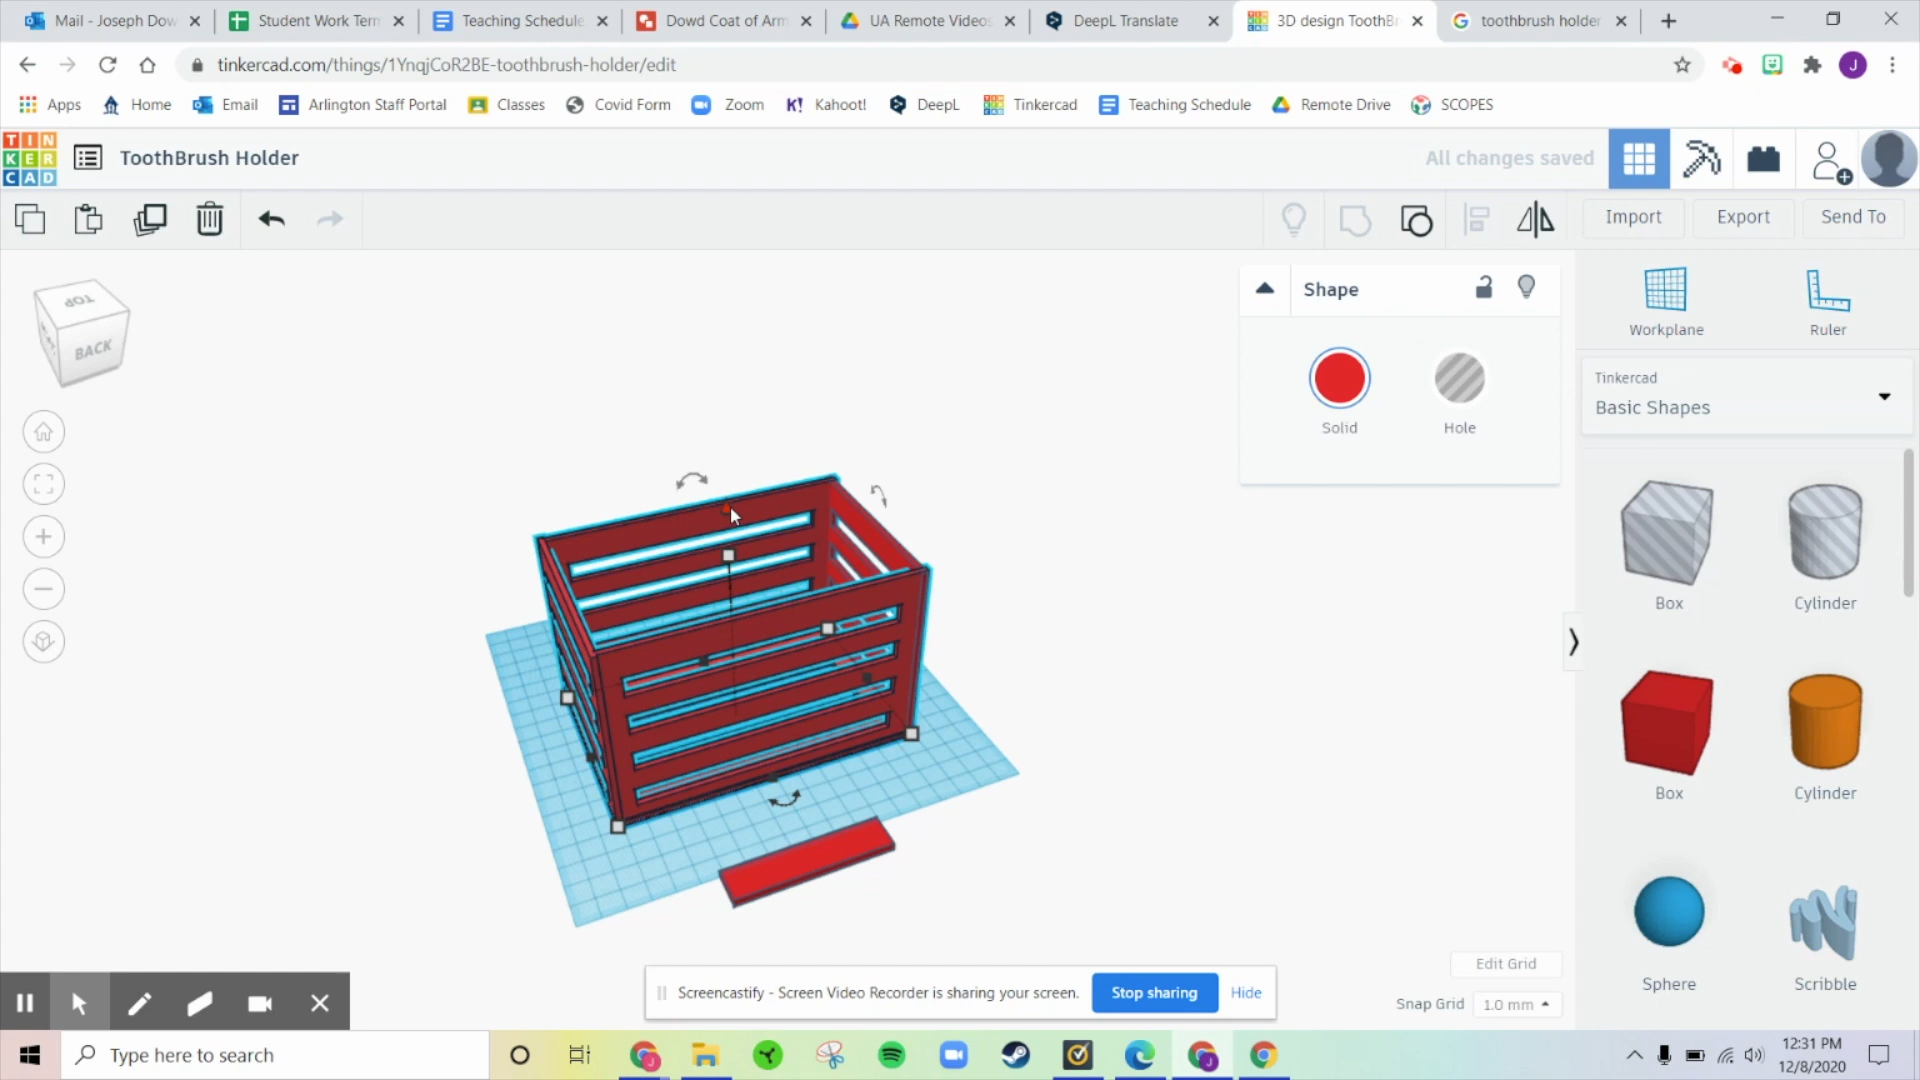 Mail - Joseph Dow
Student Work Tern
Teaching Schedule
Dowd Coat of Arm
UA Remote Videos
DeepL Translate
3D design ToothBr
toothbrush holder
tinkercad.com/things/1YnqjCoR2BE-toothbrush-holder/edit
J
Apps
Home
Email
Arlington Staff Portal
Classes
Covid Form
Zoom
K!
Kahoot!
DeepL
Tinkercad
Teaching Schedule
Remote Drive
SCOPES
TIN
KER
CAD
ToothBrush Holder
All changes saved
Import
Export
Send To
TOP
BACK
Shape
Solid
Hole
Workplane
Ruler
Tinkercad
Basic Shapes
Box
Cylinder
Box
Cylinder
Sphere
Scribble
Edit Grid
Snap Grid
1.0 mm
Screencastify - Screen Video Recorder is sharing your screen.
Stop sharing
Hide
Type here to search
12:31 PM
12/8/2020